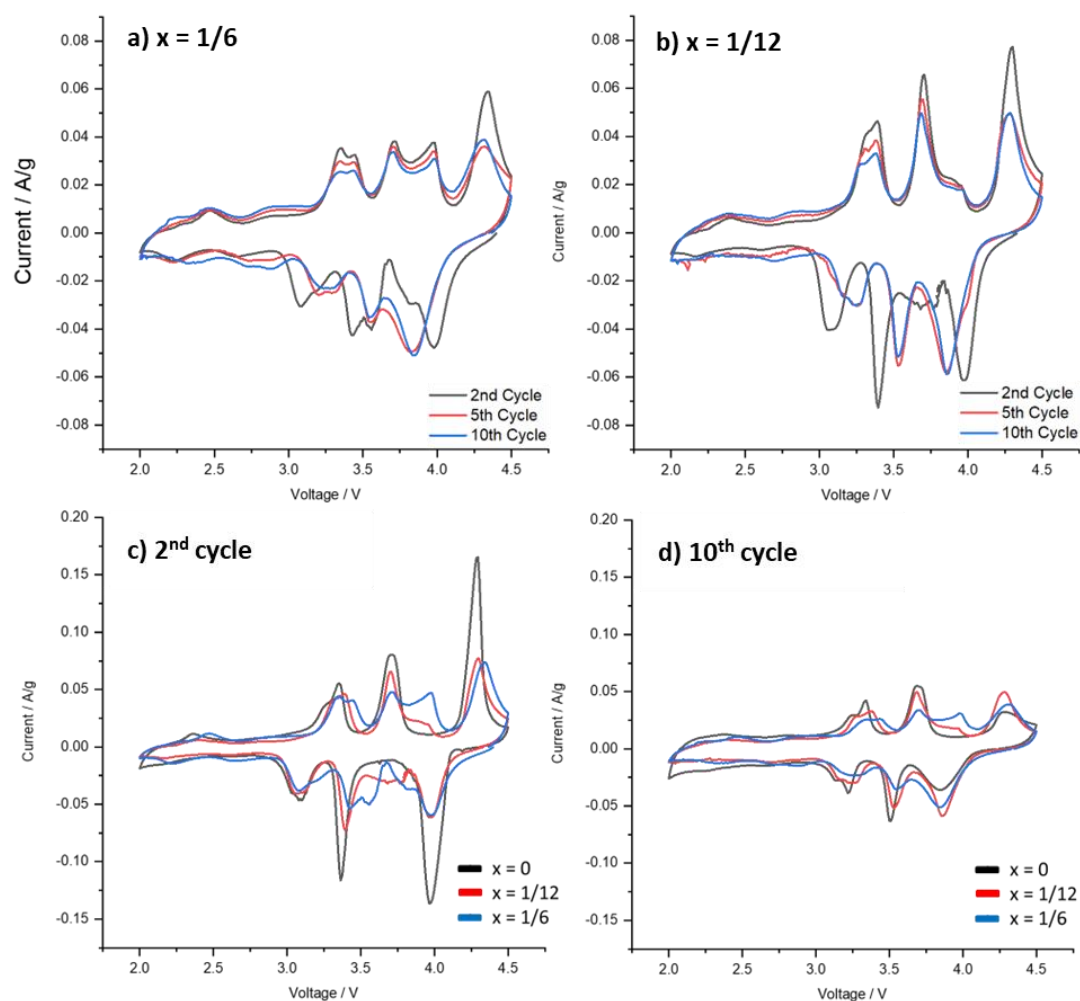 a) x = 1/6
0.08
0.06
0.04
0.02
0.00
-0.02
-0.04
-0.06
-0.08
Current / A/g
2nd Cycle
5th Cycle
10th Cycle
2.0 2.5 3.0 3.5 4.0 4.5
Voltage / V
b) x = 1/12
0.08
0.06
0.04
0.02
0.00
-0.02
-0.04
-0.06
-0.08
Current / A/g
2nd Cycle
5th Cycle
10th Cycle
2.0 2.5 3.0 3.5 4.0 4.5
Voltage / V
c) 2nd cycle
0.20
0.15
0.10
0.05
0.00
-0.05
-0.10
-0.15
Current / A/g
x = 0
x = 1/12
x = 1/6
2.0 2.5 3.0 3.5 4.0 4.5
Voltage / V
d) 10th cycle
0.20
0.15
0.10
0.05
0.00
-0.05
-0.10
-0.15
Current / A/g
x = 0
x = 1/12
x = 1/6
2.0 2.5 3.0 3.5 4.0 4.5
Voltage / V